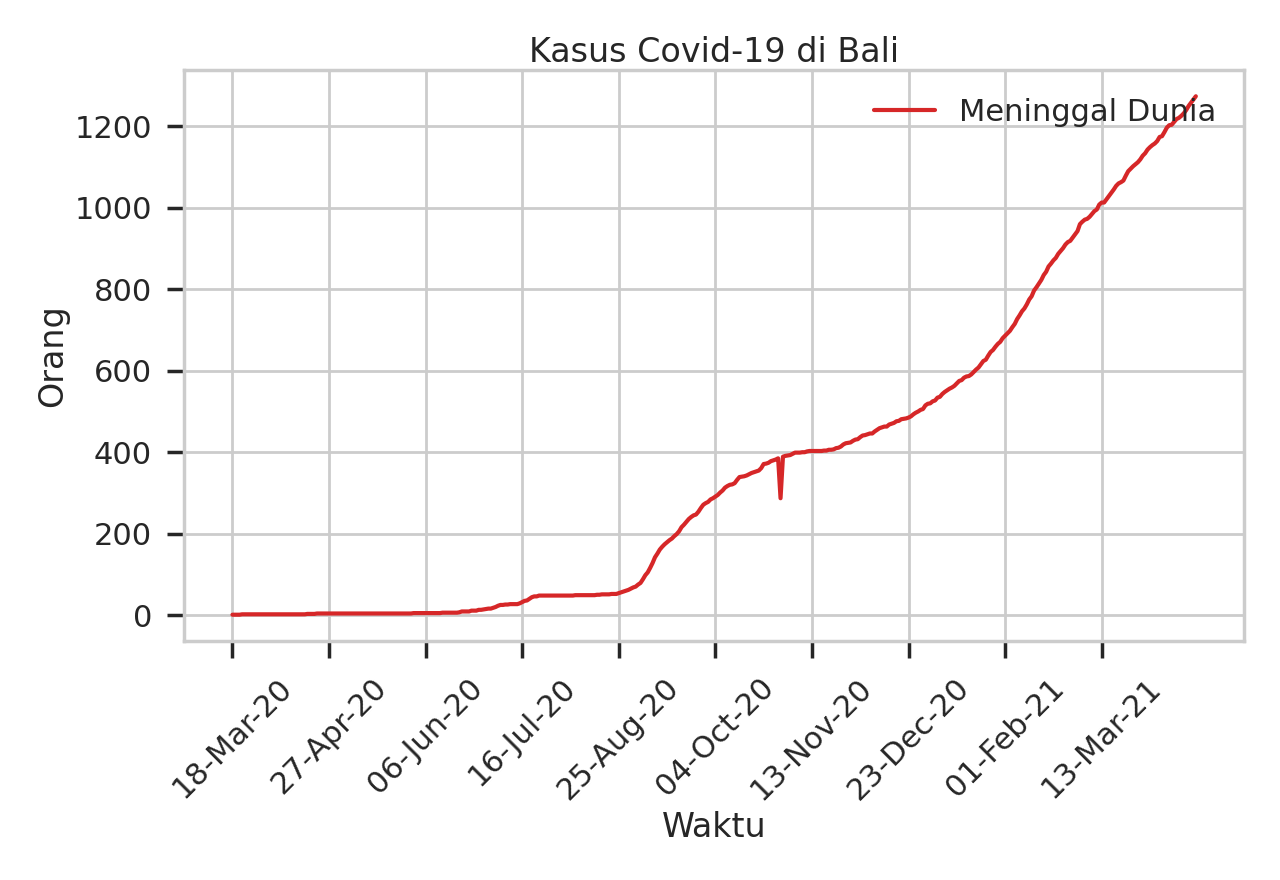 Kasus Covid-19 di Bali
Meninggal Dunia
Orang
1200
1000
800
600
400
200
0
18-Mar-20
27-Apr-20
06-Jun-20
16-Jul-20
25-Aug-20
04-Oct-20
13-Nov-20
23-Dec-20
01-Feb-21
13-Mar-21
Waktu